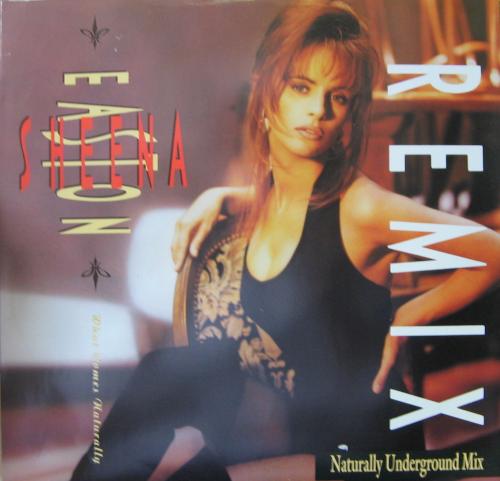 SHEENA
EASTON
What Comes Naturally
REMIX
Naturally Underground Mix